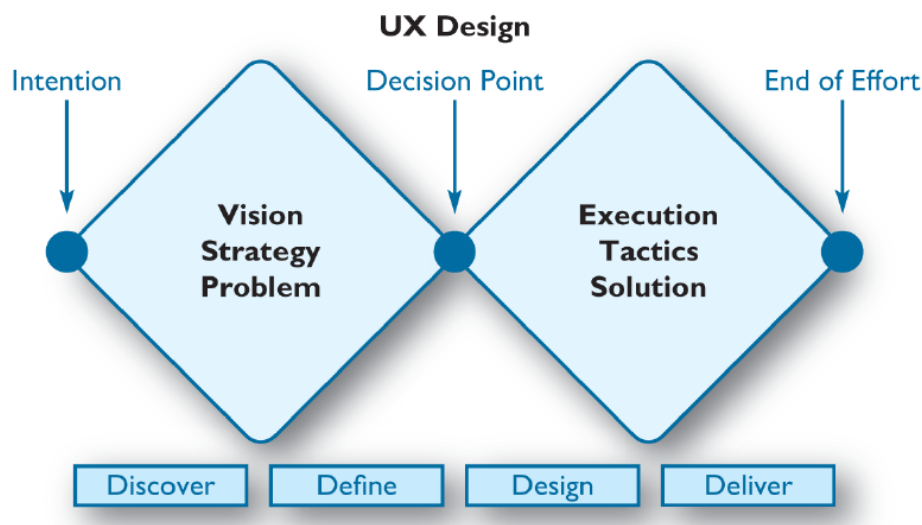 UX Design
Intention
Decision Point
End of Effort
Vision
Strategy
Problem
Execution
Tactics
Solution
Discover
Define
Design
Deliver